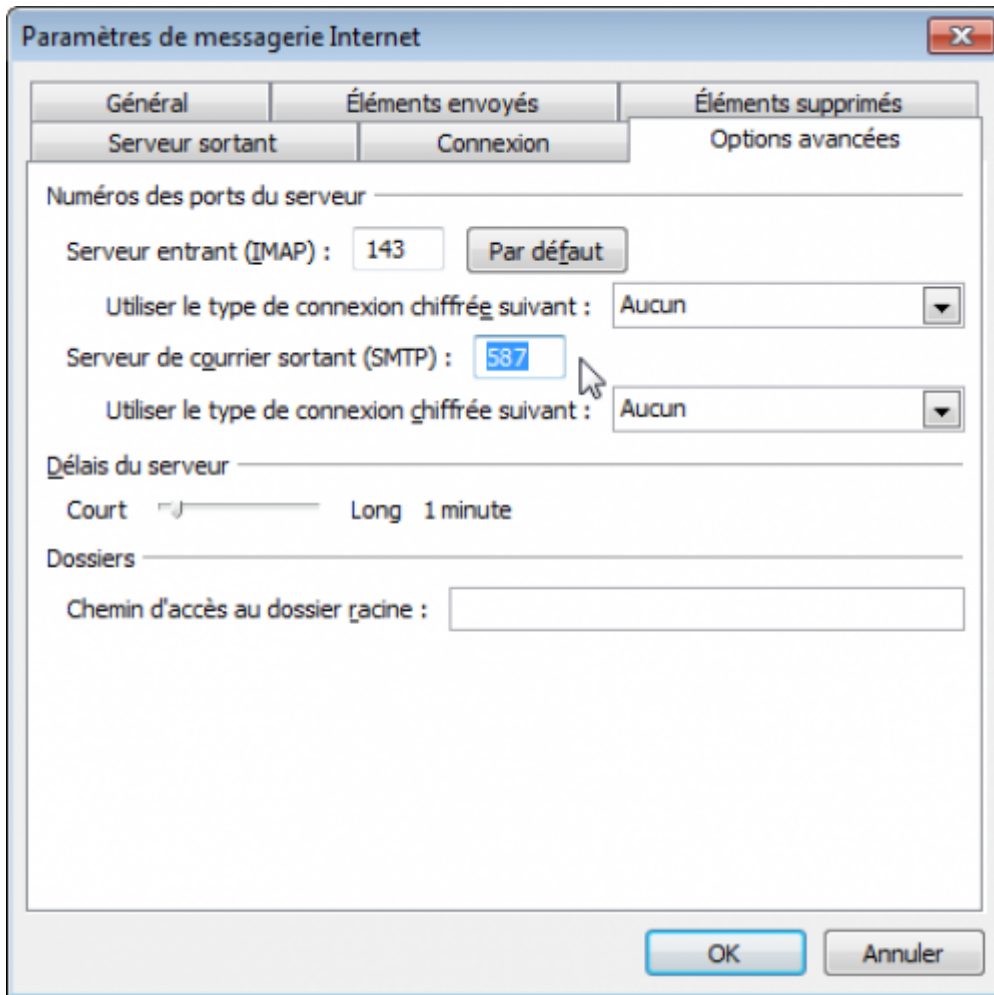 Paramètres de messagerie Internet
Général
Éléments envoyés
Éléments supprimés
Serveur sortant
Connexion
Options avancées
Numéros des ports du serveur
Serveur entrant (IMAP) : 143 Par défaut
Utiliser le type de connexion chiffrée suivant : Aucun
Serveur de courrier sortant (SMTP) : 587
Utiliser le type de connexion chiffrée suivant : Aucun
Délais du serveur
Court Long 1 minute
Dossiers
Chemin d'accès au dossier racine :
OK Annuler